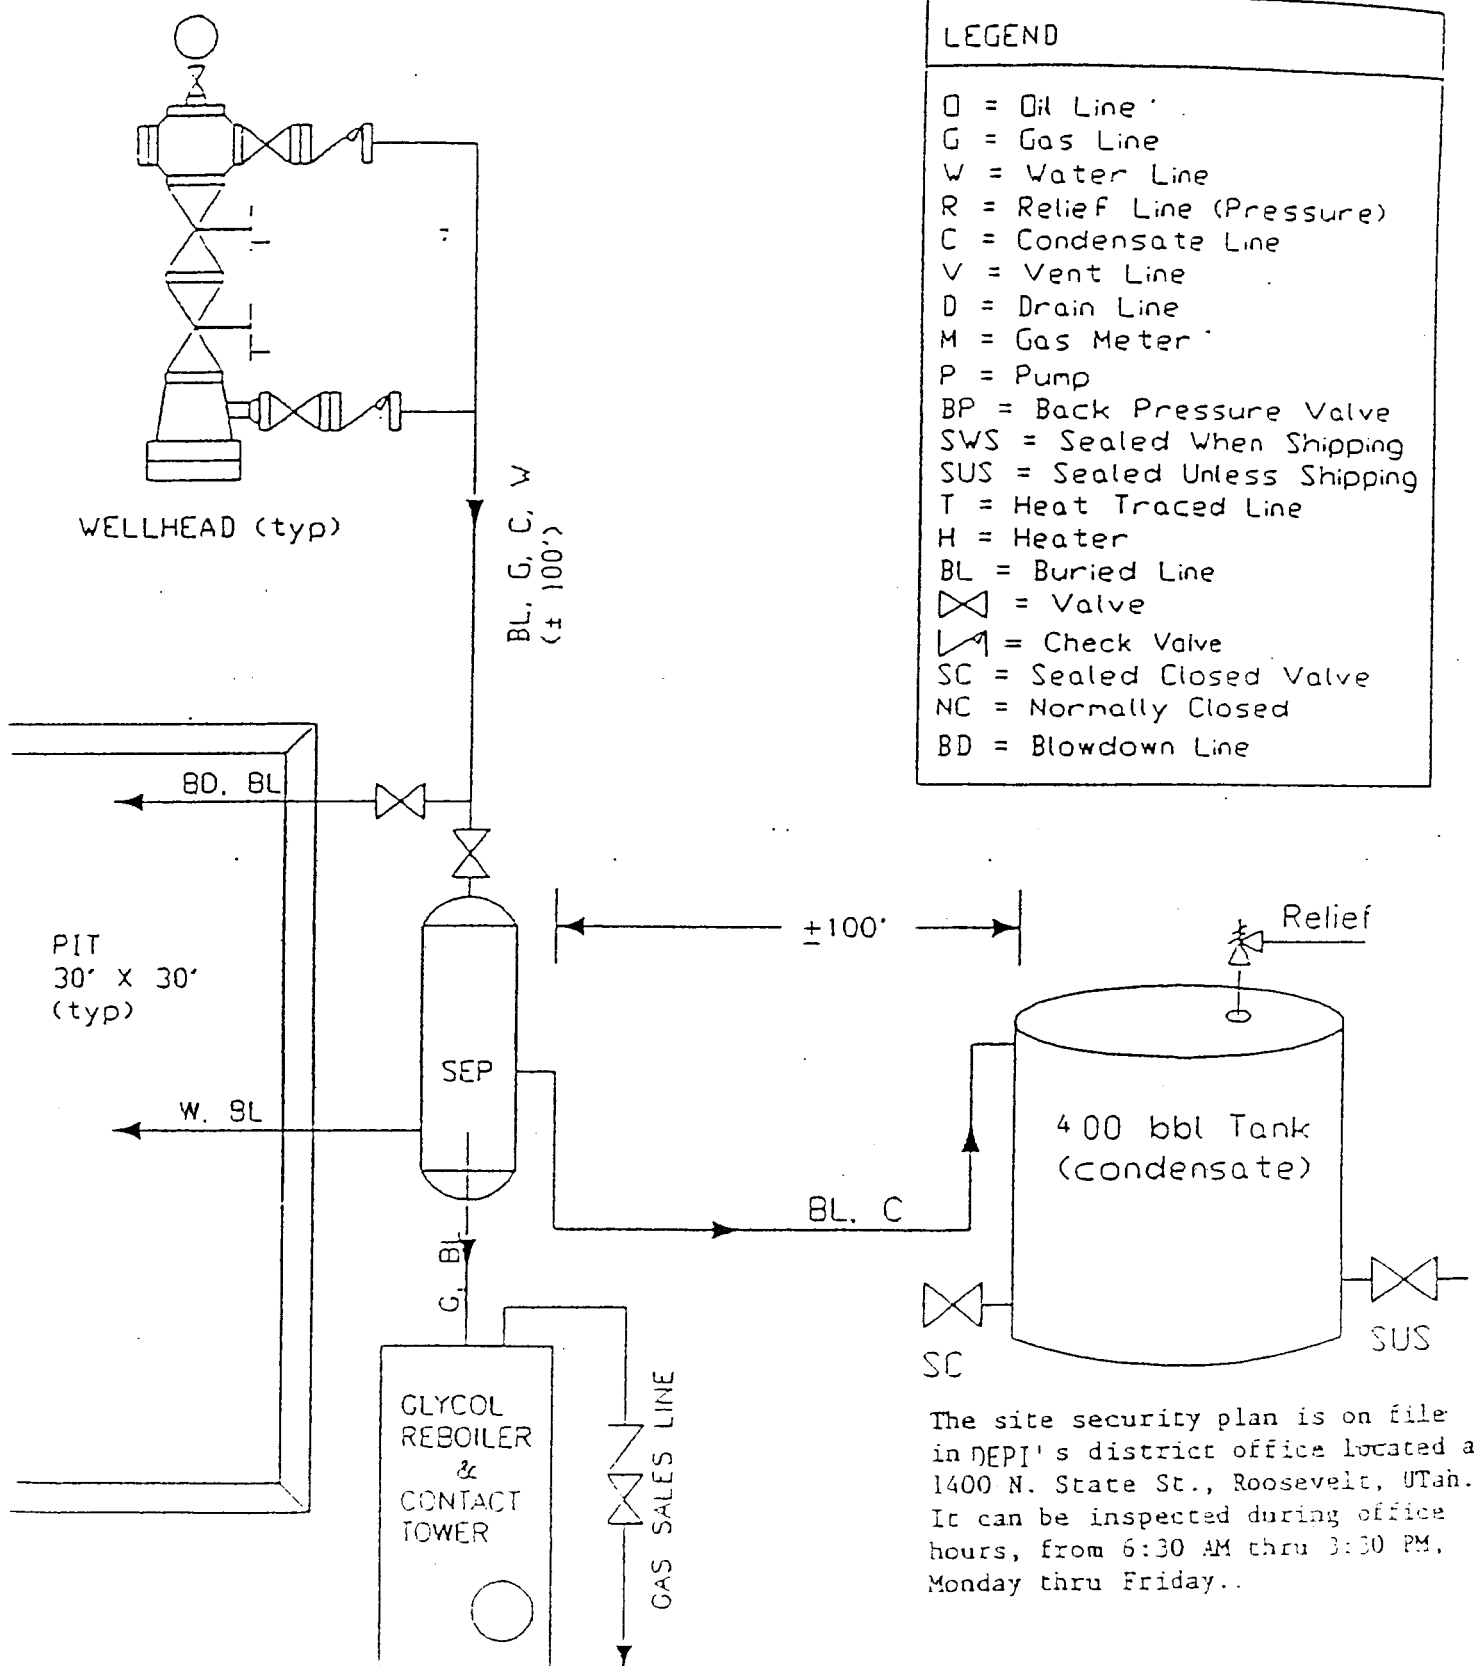 LEGEND
O = Oil Line
G = Gas Line
W = Water Line
R = Relief Line (Pressure)
C = Condensate Line
V = Vent Line
D = Drain Line
M = Gas Meter
P = Pump
BP = Back Pressure Valve
SWS = Sealed When Shipping
SUS = Sealed Unless Shipping
T = Heat Traced Line
H = Heater
BL = Buried Line
= Valve
= Check Valve
SC = Sealed Closed Valve
NC = Normally Closed
BD = Blowdown Line
WELLHEAD (typ)
BL, G, C, W
(± 100')
BD, BL
PIT
30' X 30'
(typ)
SEP
W, BL
±100'
Relief
400 bbl Tank
(condensate)
BL, C
G, BL
SC
SUS
GLYCOL
REBOILER
&
CONTACT
TOWER
GAS SALES LINE
The site security plan is on file
in DEPI's district office located a
1400 N. State St., Roosevelt, UTah.
It can be inspected during office
hours, from 6:30 AM thru 3:30 PM,
Monday thru Friday..